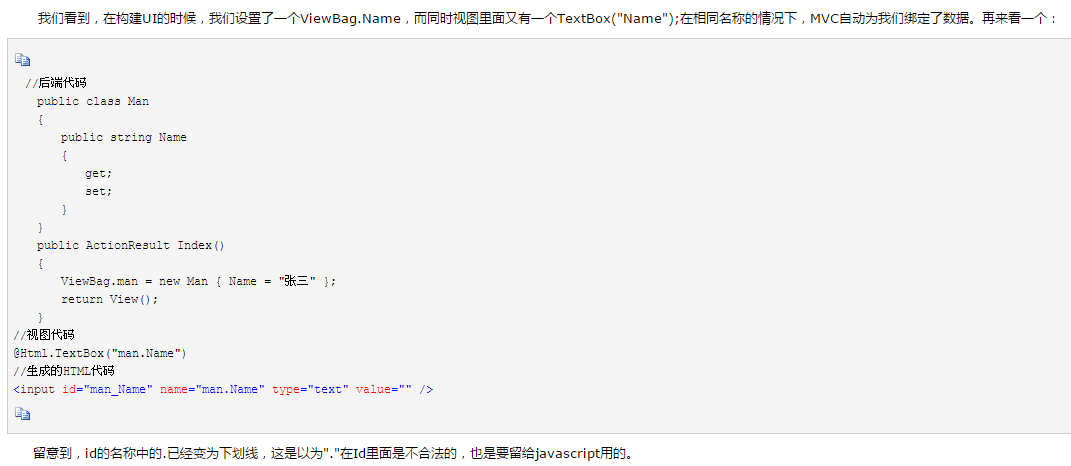 我们看到，在构建UI的时候，我们设置了一个ViewBag.Name，而同时视图里面又有一个TextBox("Name");在相同名称的情况下，MVC自动为我们绑定了数据。再来看一个：
//后端代码
public class Man
{
public string Name
{
get;
set;
}
}
public ActionResult Index()
{
ViewBag.man = new Man { Name = "张三" };
return View();
}
//视图代码
@Html.TextBox("man.Name")
//生成的HTML代码
<input id="man_Name" name="man.Name" type="text" value="" />
留意到，id的名称中的.已经变为下划线，这是以为"."在Id里面是不合法的，也是要留给javascript用的。